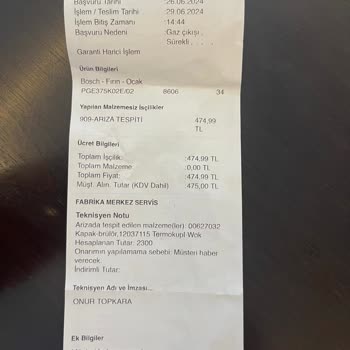 Başvuru Tarihi :26.06.2024
İşlem / Teslim Tarihi :29.06.2024
İşlem Bitiş Zamanı :14:44
Başvuru Nedeni :Gaz çıkışı
Sürekli . . .
Garanti Harici İşlem
Ürün Bilgileri
Bosch - Fırın - Ocak
PGE375K02E/02 8606 34
Yapılan Malzemesiz İşçilikler
909-ARIZA TESPİTİ 474,99
TL
Ücret Bilgileri
Toplam İşçilik: :474,99 TL
Toplam Malzeme :0,00 TL
Toplam Fiyat: :474,99 TL
Müşt. Alın. Tutar (KDV Dahil) :475,00 TL
FABRİKA MERKEZ SERVİS
Teknisyen Notu
Arızada tespit edilen malzeme(ler): 00627032
Kapak-brülör,12037115 Termokupl-Wok
Hesaplanan Tutar: 2300
Onarımın yapılamama sebebi: Müşteri haber
verecek.
İndirimli Tutar:
Teknisyen Adı ve İmzası...
ONUR TOPKARA
Ek Bilgiler